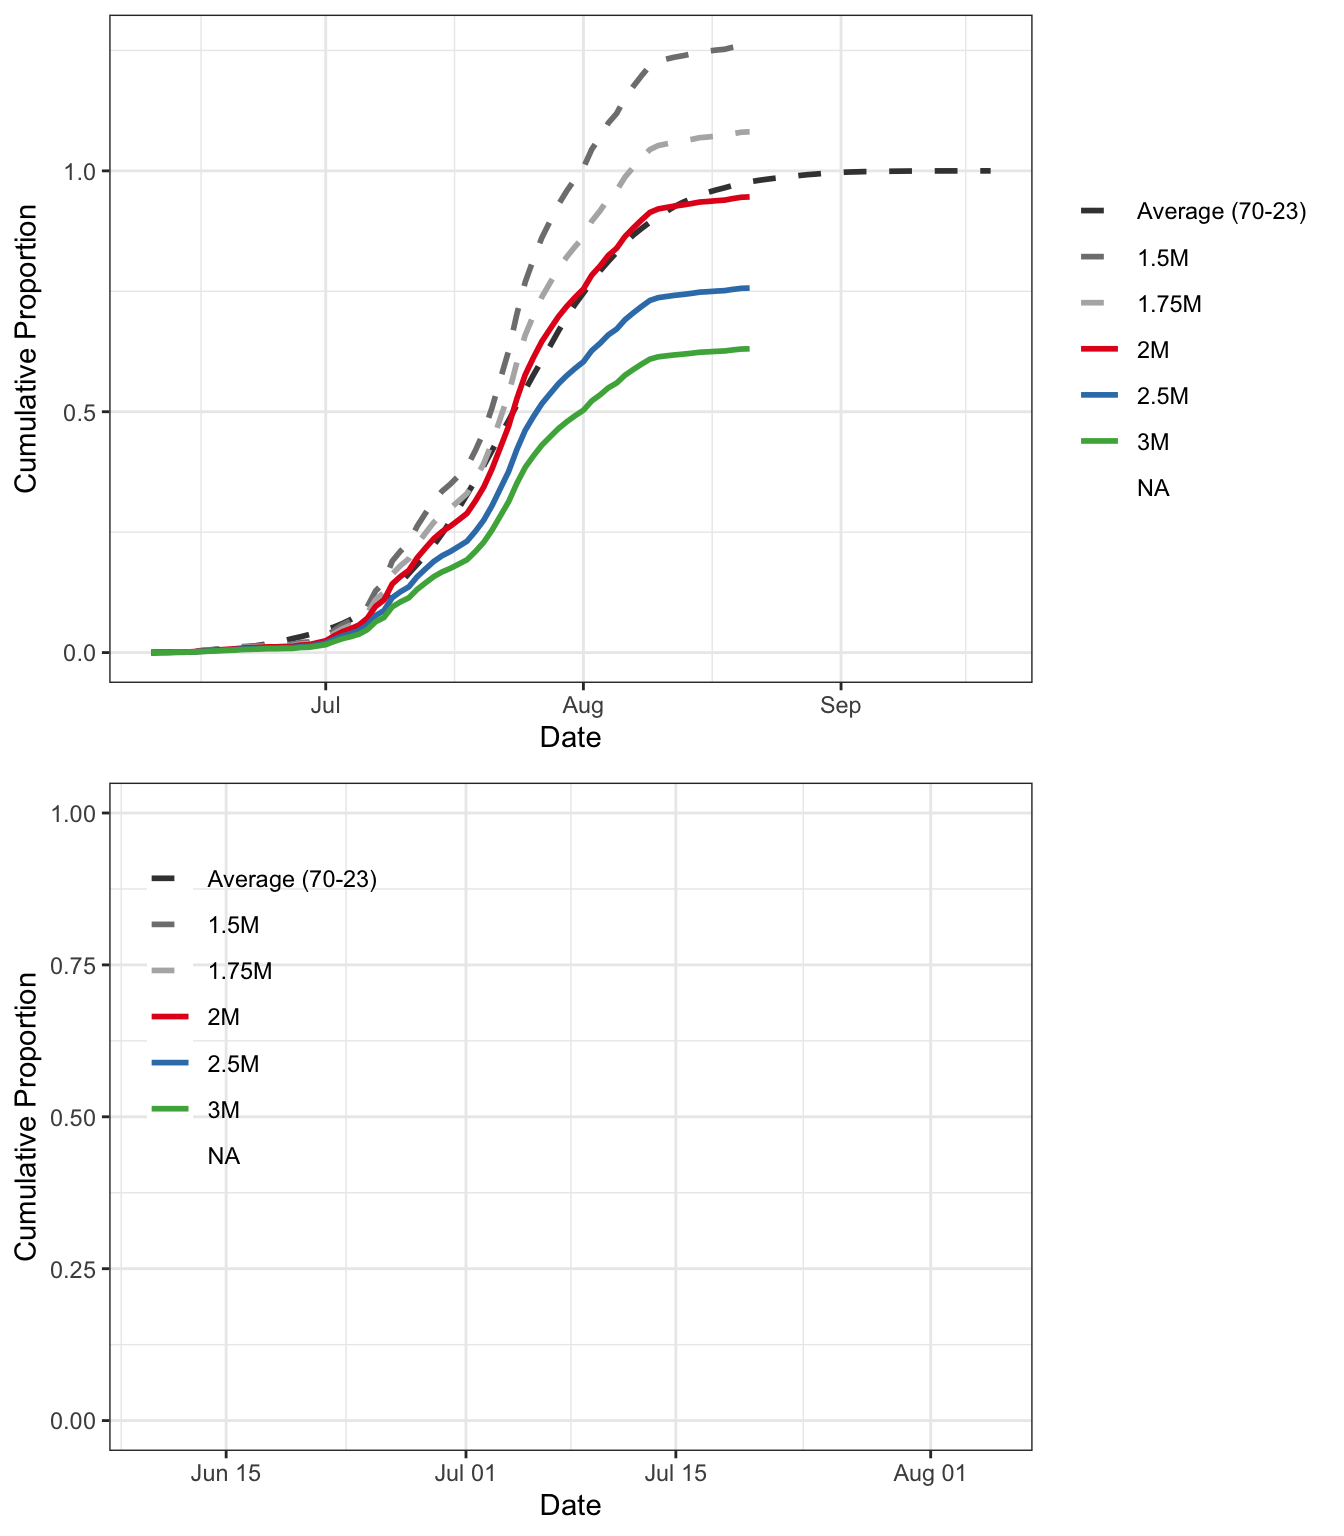 1.0
0.5
0.0
Cumulative Proportion
Jul
Aug
Sep
Date
Average (70-23)
1.5M
1.75M
2M
2.5M
3M
NA
1.00
0.75
0.50
0.25
0.00
Cumulative Proportion
Average (70-23)
1.5M
1.75M
2M
2.5M
3M
NA
Jun 15
Jul 01
Jul 15
Aug 01
Date